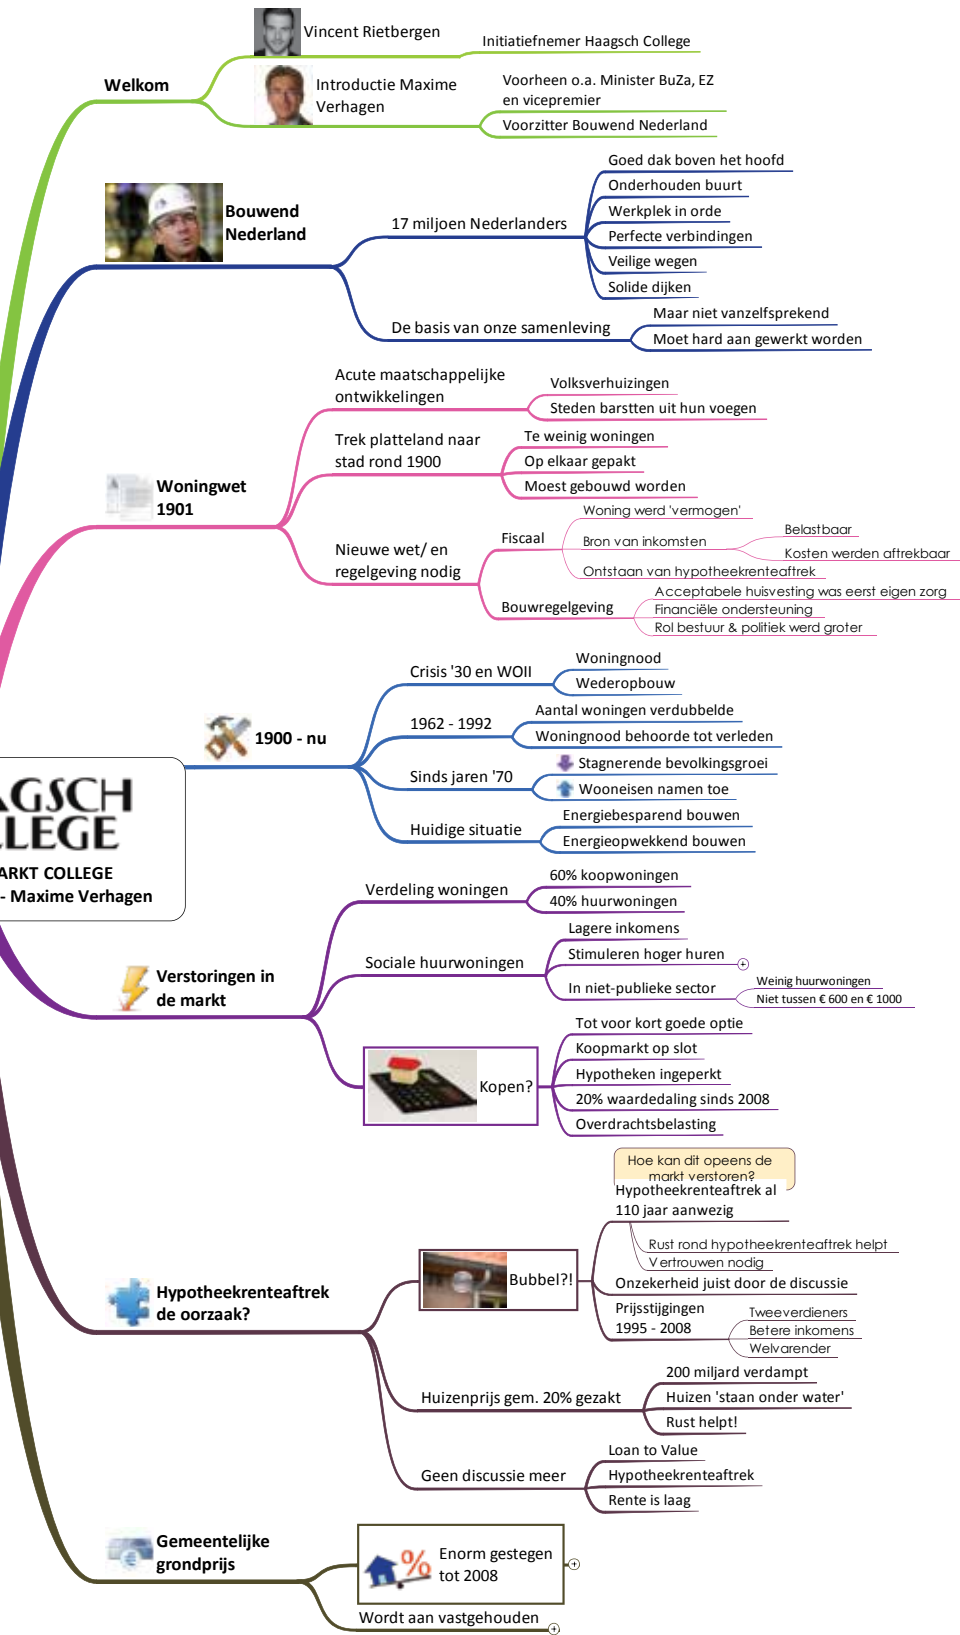 Welkom
Vincent Rietbergen
Initiatiefnemer Haagsch College
Introductie Maxime
Verhagen
Voorheen o.a. Minister BuZa, EZ
en vicepremier
Voorzitter Bouwend Nederland
Bouwend
Nederland
17 miljoen Nederlanders
Goed dak boven het hoofd
Onderhouden buurt
Werkplek in orde
Perfecte verbindingen
Veilige wegen
Solide dijken
De basis van onze samenleving
Maar niet vanzelfsprekend
Moet hard aan gewerkt worden
Woningwet
1901
Acute maatschappelijke
ontwikkelingen
Volksverhuizingen
Steden barstten uit hun voegen
Trek platteland naar
stad rond 1900
Te weinig woningen
Op elkaar gepakt
Moest gebouwd worden
Nieuwe wet/ en
regelgeving nodig
Fiscaal
Woning werd 'vermogen'
Bron van inkomsten
Belastbaar
Kosten werden aftrekbaar
Ontstaan van hypotheekrenteaftrek
Bouwregelgeving
Acceptabele huisvesting was eerst eigen zorg
Financiële ondersteuning
Rol bestuur & politiek werd groter
1900 - nu
Crisis '30 en WOII
Woningnood
Wederopbouw
1962 - 1992
Aantal woningen verdubbelde
Woningnood behoorde tot verleden
Sinds jaren '70
Stagnerende bevolkingsgroei
Wooneisen namen toe
Huidige situatie
Energiebesparend bouwen
Energieopwekkend bouwen
AGSCH
LLEGE
ARKT COLLEGE
- Maxime Verhagen
Verstoringen in
de markt
Verdeling woningen
60% koopwoningen
40% huurwoningen
Sociale huurwoningen
Lagere inkomens
Stimuleren hoger huren
In niet-publieke sector
Weinig huurwoningen
Niet tussen € 600 en € 1000
Kopen?
Tot voor kort goede optie
Koopmarkt op slot
Hypotheken ingeperkt
20% waardedaling sinds 2008
Overdrachtsbelasting
Hypotheekrenteaftrek
de oorzaak?
Bubbel?!
Hoe kan dit opeens de
markt verstoren?
Hypotheekrenteaftrek al
110 jaar aanwezig
Rust rond hypotheekrenteaftrek helpt
Vertrouwen nodig
Onzekerheid juist door de discussie
Prijsstijgingen
1995 - 2008
Tweeverdieners
Betere inkomens
Welvarender
Huizenprijs gem. 20% gezakt
200 miljard verdampt
Huizen 'staan onder water'
Rust helpt!
Geen discussie meer
Loan to Value
Hypotheekrenteaftrek
Rente is laag
Gemeentelijke
grondprijs
%
Enorm gestegen
tot 2008
Wordt aan vastgehouden